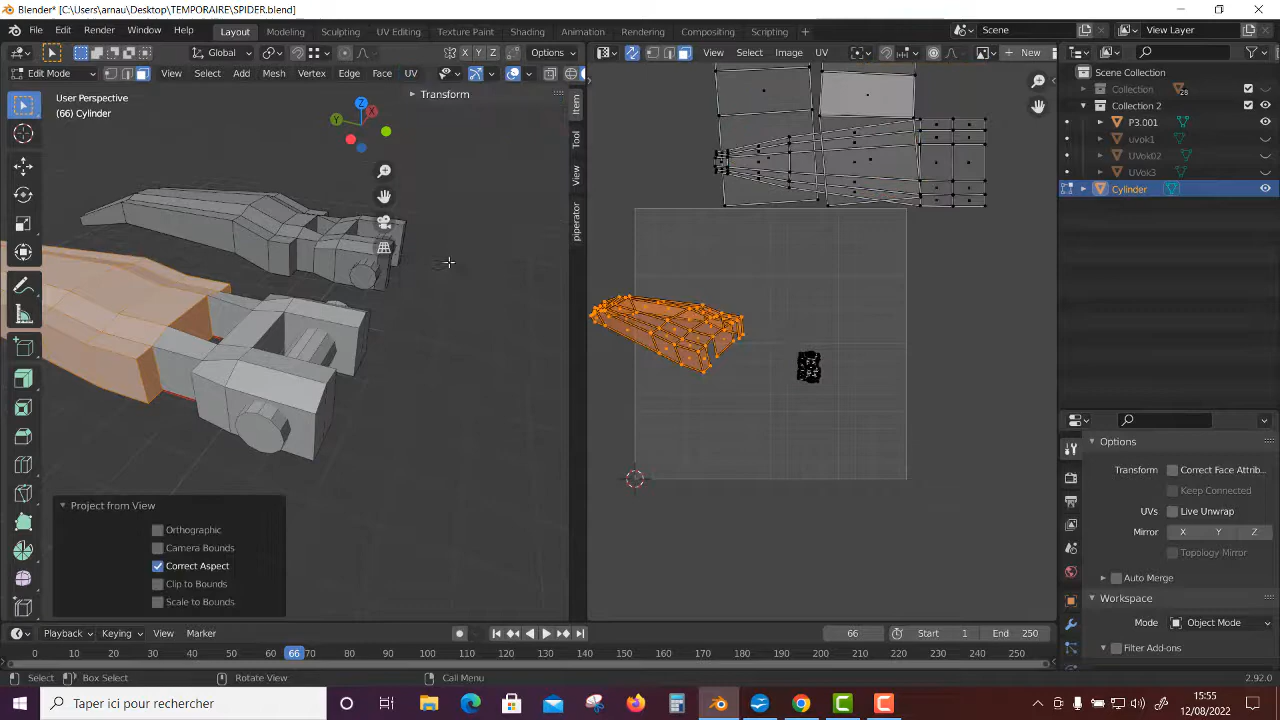 Blender* [C:\Users\arnau\Desktop\TEMPORAIRE\SPIDER.blend]
File Edit Render Window Help Layout Modeling Sculpting UV Editing Texture Paint Shading Animation Rendering Compositing Scripting Scene View Layer
Global X Y Z Options View Select Image UV New
Edit Mode View Select Add Mesh Vertex Edge Face UV
User Perspective
(66) Cylinder
Transform
Item
Tool
View
piperator
Z
Y
X
Scene Collection
Collection 28
Collection 2
P3.001
uvok1
UVok02
UVok3
Cylinder
Options
Transform Correct Face Attrib...
Keep Connected
UVs Live Unwrap
Mirror X Y Z
Topology Mirror
Auto Merge
Workspace
Mode Object Mode
Filter Add-ons
Project from View
Orthographic
Camera Bounds
Correct Aspect
Clip to Bounds
Scale to Bounds
Playback Keying View Marker 66 Start 1 End 250
0 10 20 30 40 50 66 70 80 90 100 110 120 130 140 150 160 170 180 190 200 210 220 230 240 250
Select Box Select Rotate View Call Menu 2.92.0
Taper ici pour rechercher
15:55
12/08/2022